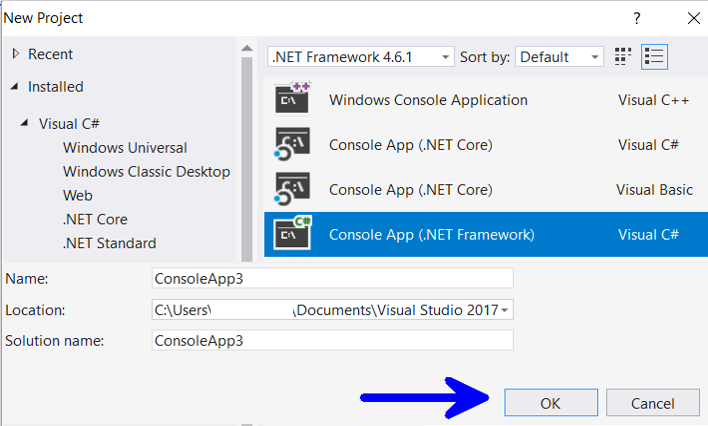 New Project
?
Recent
Installed
Visual C#
Windows Universal
Windows Classic Desktop
Web
.NET Core
.NET Standard
.NET Framework 4.6.1 Sort by: Default
Windows Console Application Visual C++
Console App (.NET Core) Visual C#
Console App (.NET Core) Visual Basic
Console App (.NET Framework) Visual C#
Name: ConsoleApp3
Location: C:\Users\ \Documents\Visual Studio 2017
Solution name: ConsoleApp3
OK Cancel